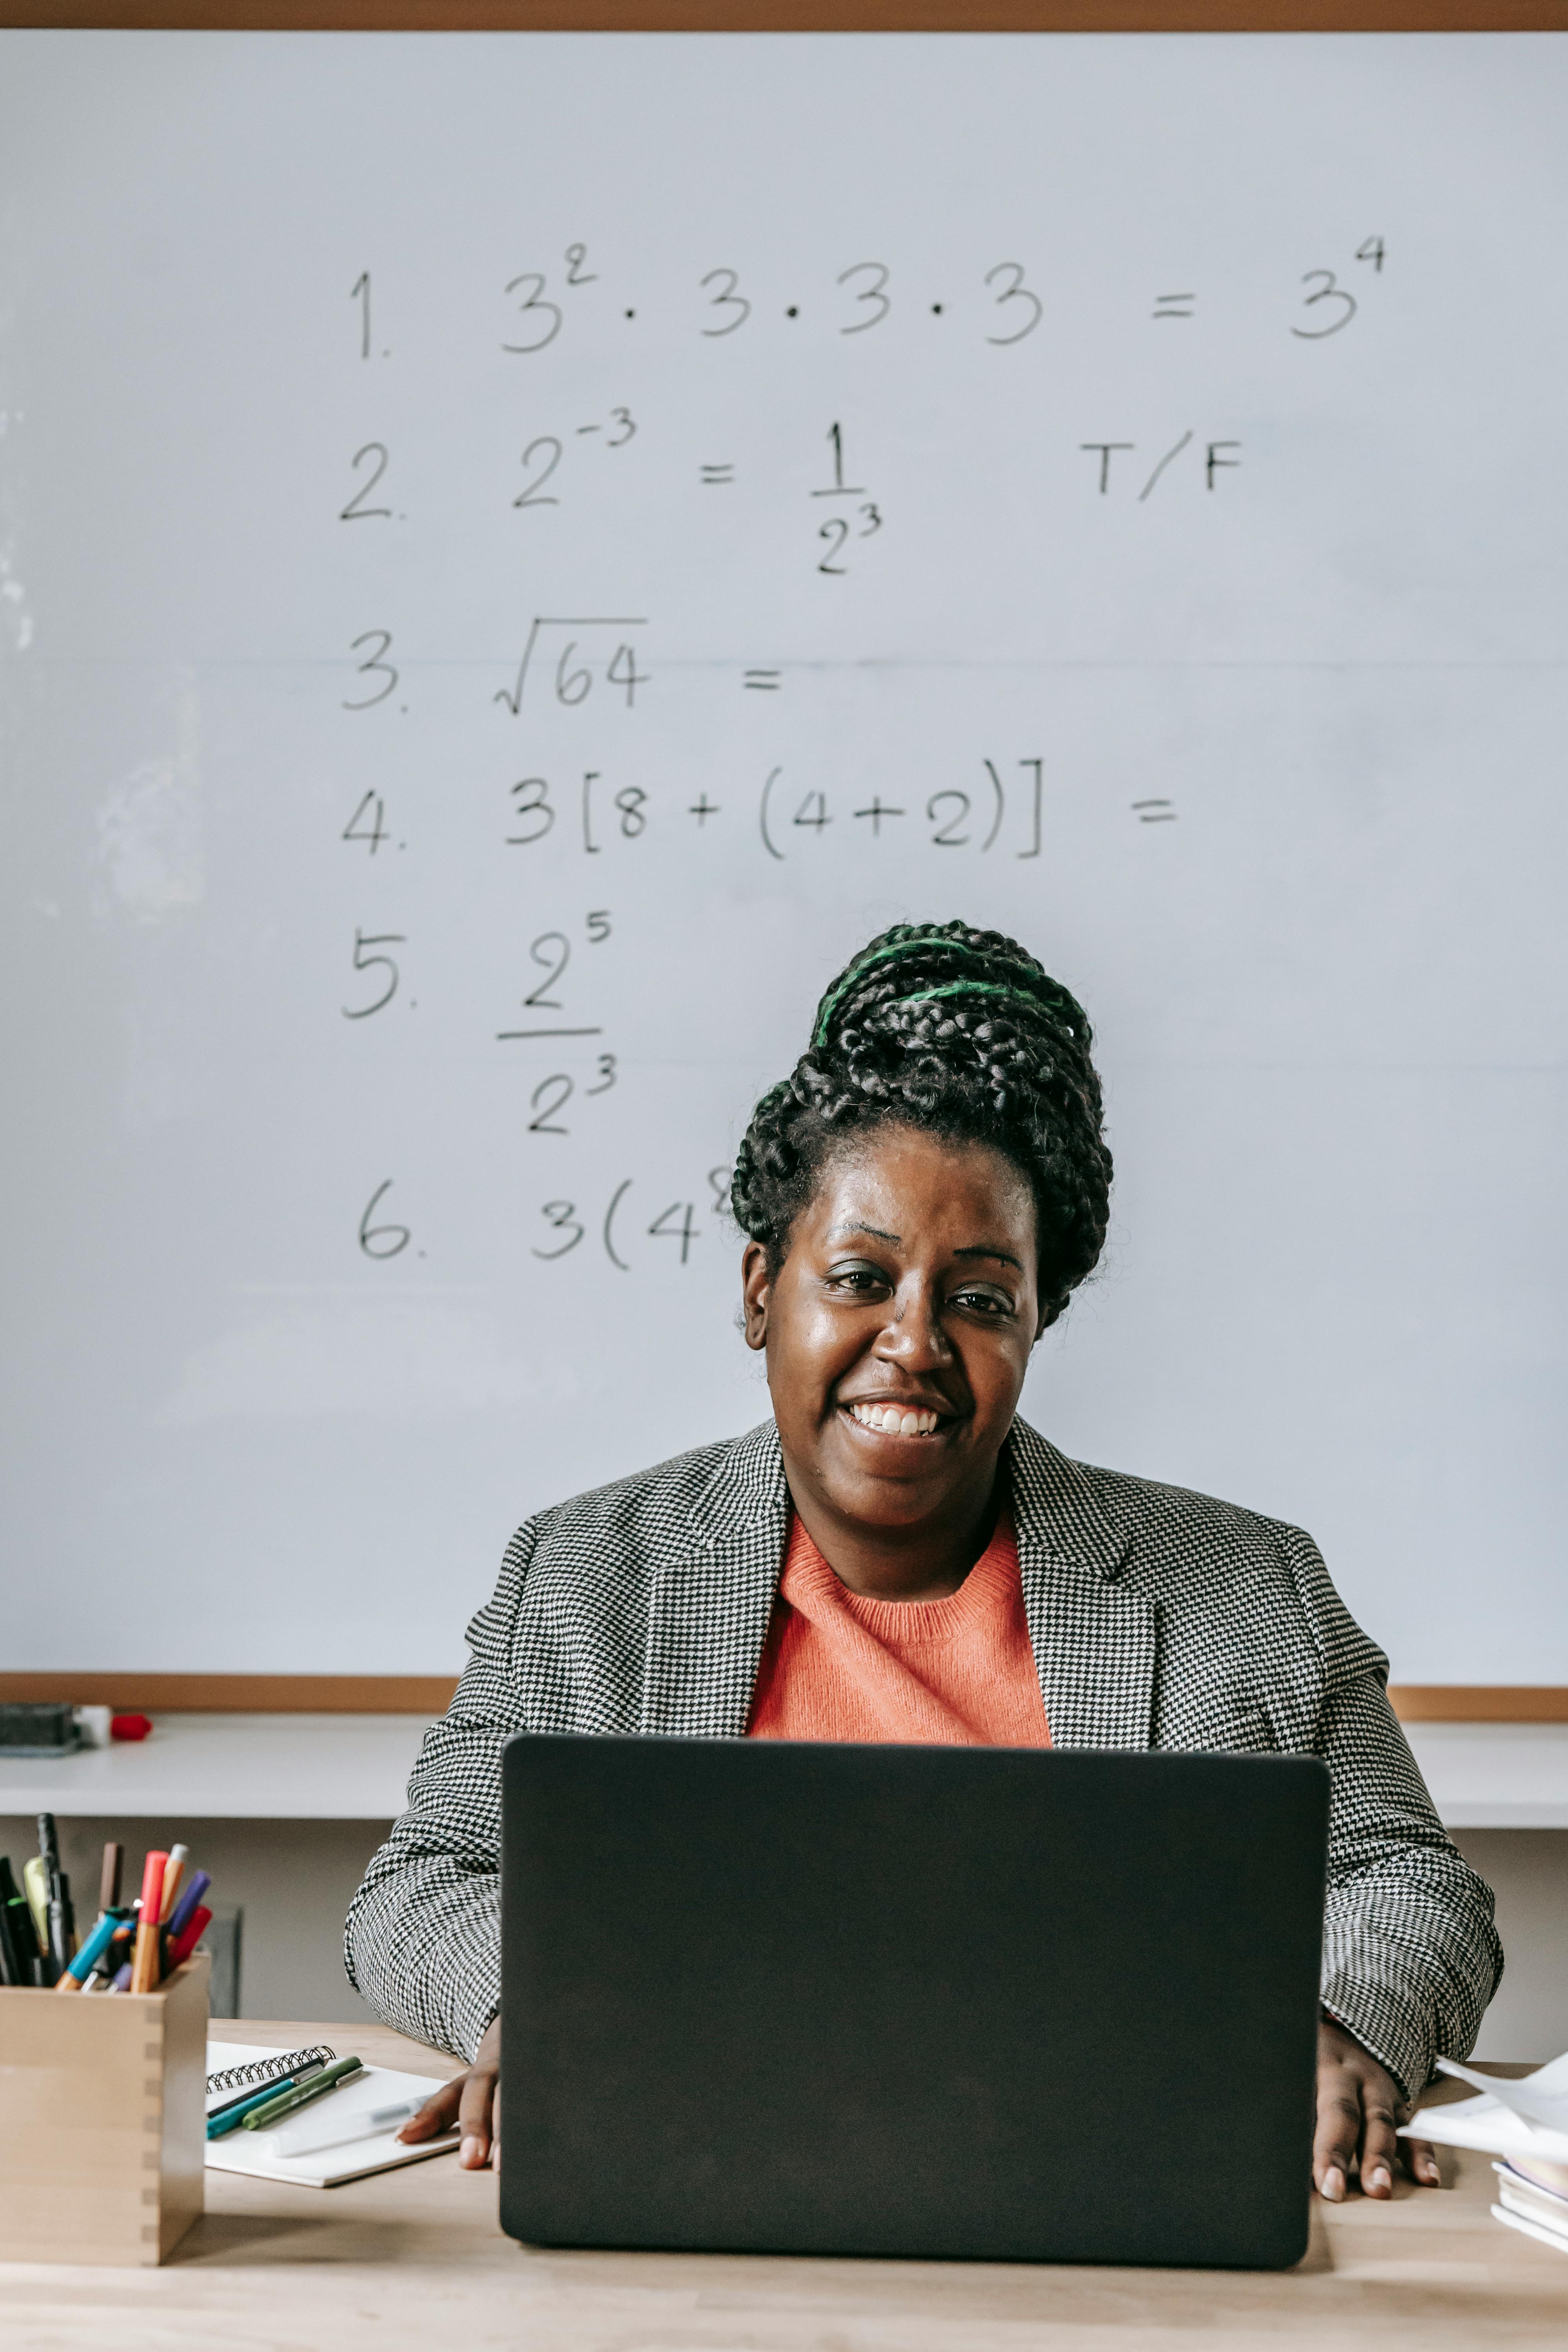 1. 3² · 3 · 3 · 3 = 3⁴
2. 2⁻³ = 1/2³ T/F
3. √64 =
4. 3[8 + (4 + 2)] =
5. 2⁵/2³
6. 3(4